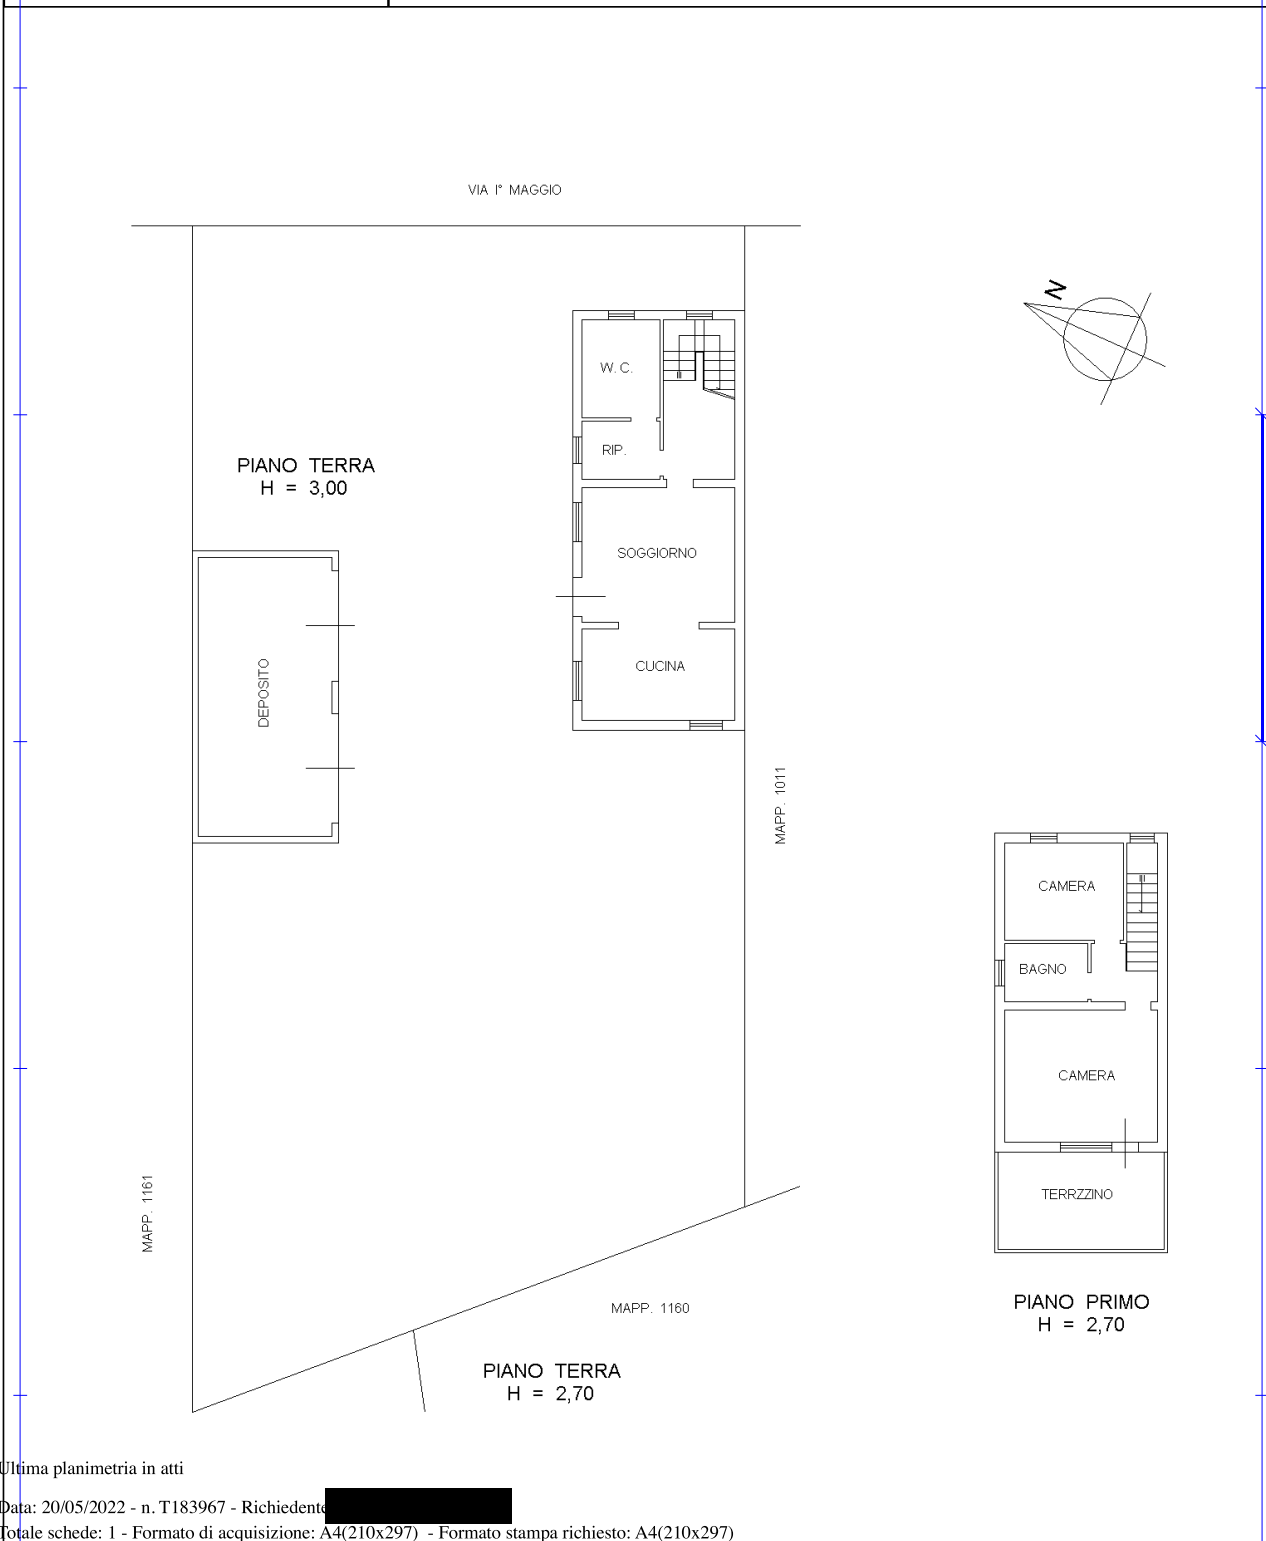 VIA I° MAGGIO
N
W.C.
RIP.
PIANO TERRA
H = 3,00
SOGGIORNO
CUCINA
DEPOSITO
MAPP. 1011
CAMERA
BAGNO
CAMERA
TERRZZINO
MAPP. 1161
MAPP. 1160
PIANO PRIMO
H = 2,70
PIANO TERRA
H = 2,70
Ultima planimetria in atti
Data: 20/05/2022 - n. T183967 - Richiedente
Totale schede: 1 - Formato di acquisizione: A4(210x297) - Formato stampa richiesto: A4(210x297)